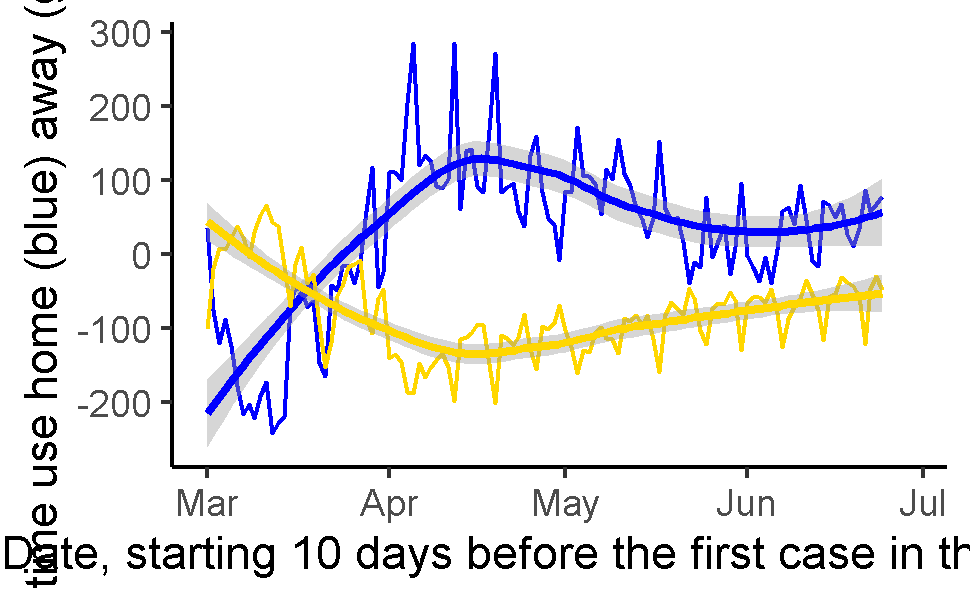 time use home (blue) away (
300
200
100
0
-100
-200
Mar Apr May Jun Jul
Date, starting 10 days before the first case in th